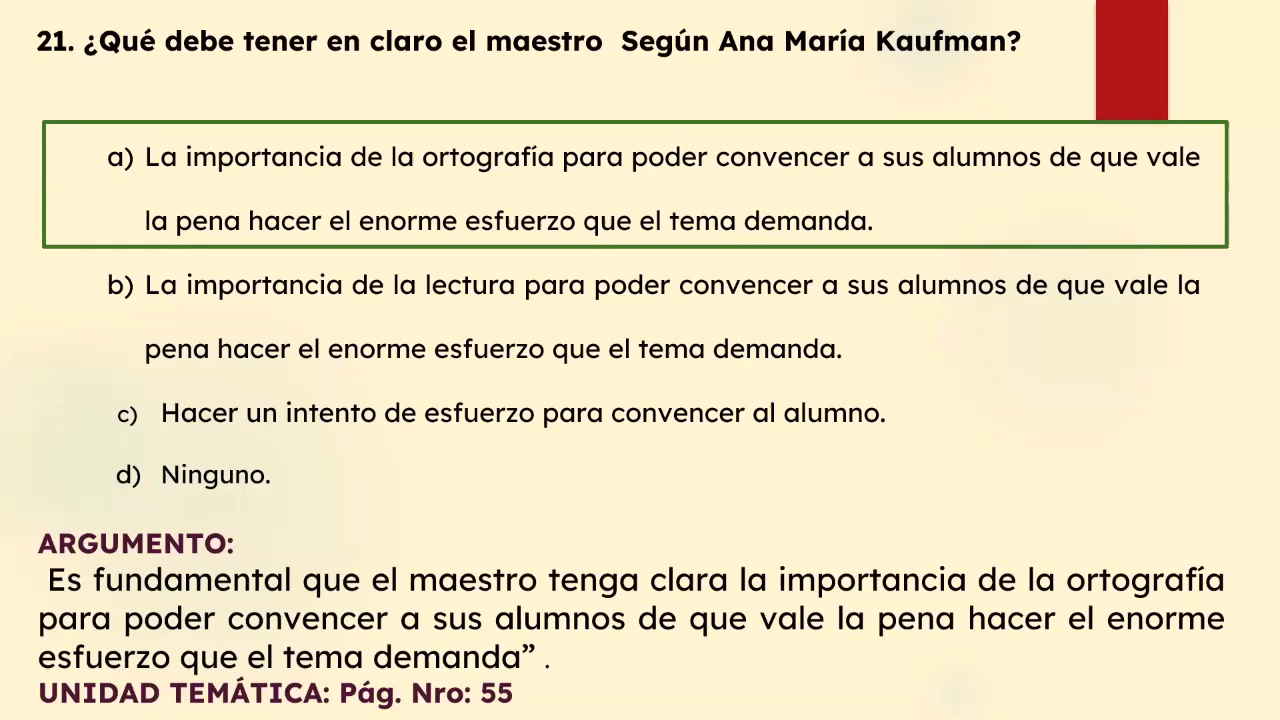 21. ¿Qué debe tener en claro el maestro Según Ana María Kaufman?
a) La importancia de la ortografía para poder convencer a sus alumnos de que vale
la pena hacer el enorme esfuerzo que el tema demanda.
b) La importancia de la lectura para poder convencer a sus alumnos de que vale la
pena hacer el enorme esfuerzo que el tema demanda.
c) Hacer un intento de esfuerzo para convencer al alumno.
d) Ninguno.
ARGUMENTO:
Es fundamental que el maestro tenga clara la importancia de la ortografía
para poder convencer a sus alumnos de que vale la pena hacer el enorme
esfuerzo que el tema demanda” .
UNIDAD TEMÁTICA: Pág. Nro: 55